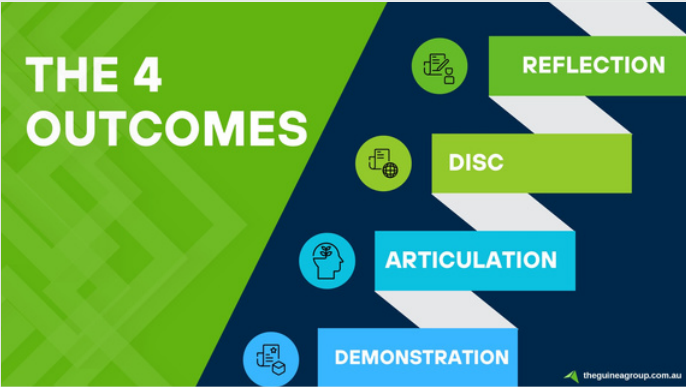 THE 4
OUTCOMES
REFLECTION
DISC
ARTICULATION
DEMONSTRATION
theguineagroup.com.au